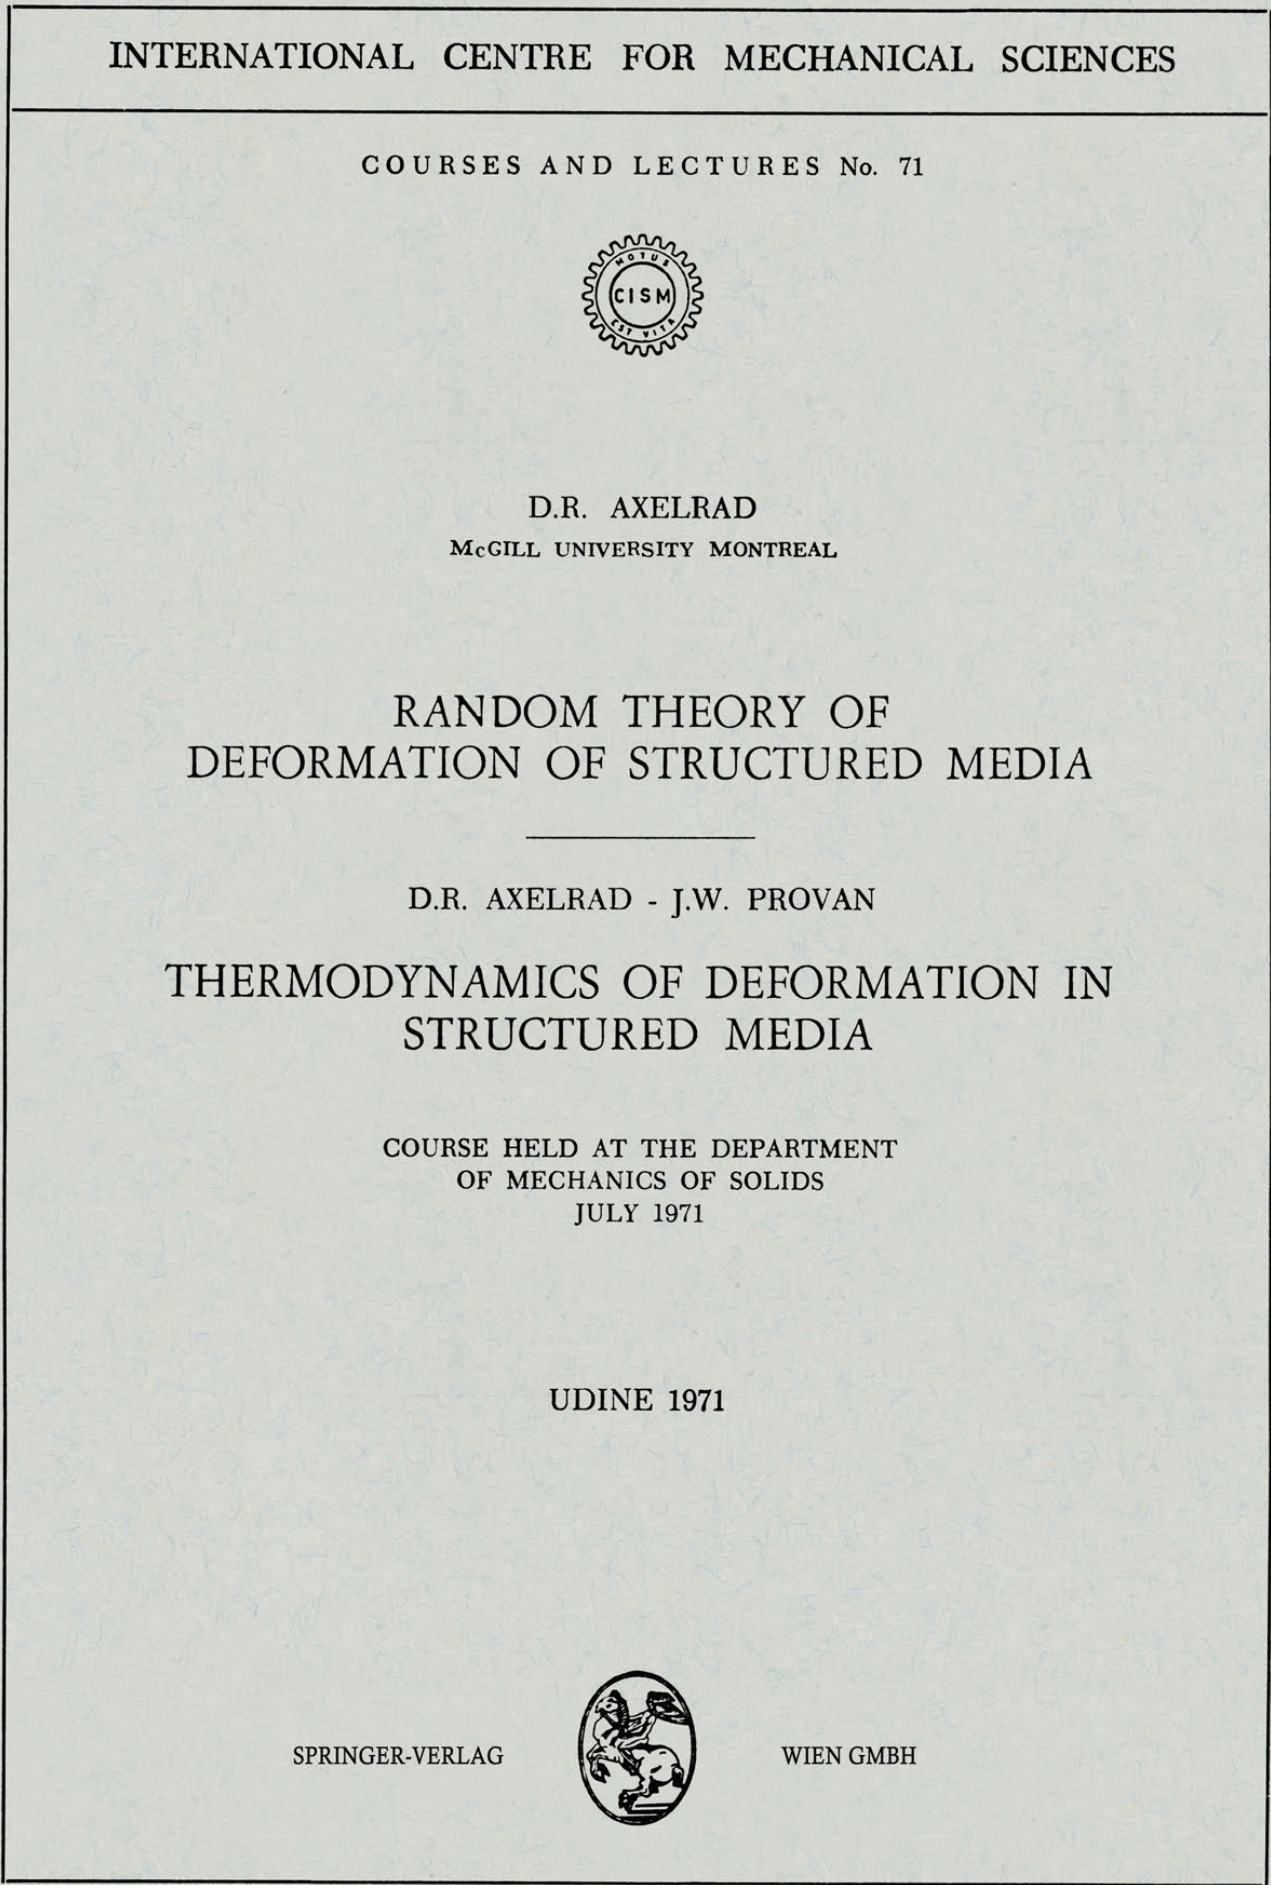 INTERNATIONAL CENTRE FOR MECHANICAL SCIENCES
COURSES AND LECTURES No. 71
MOTUS
CISM
EST VITA
D.R. AXELRAD
McGILL UNIVERSITY MONTREAL
RANDOM THEORY OF
DEFORMATION OF STRUCTURED MEDIA
D.R. AXELRAD - J.W. PROVAN
THERMODYNAMICS OF DEFORMATION IN
STRUCTURED MEDIA
COURSE HELD AT THE DEPARTMENT
OF MECHANICS OF SOLIDS
JULY 1971
UDINE 1971
SPRINGER-VERLAG WIEN GMBH